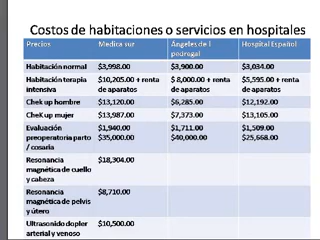 Costos de habitaciones o servicios en hospitales
Precios Medica sur Ángeles de l pedrogal Hospital Español
Habitación normal $3,998.00 $3,900.00 $3,034.00
Habitación terapia intensiva $10,205.00 + renta de aparatos $ 8,000.00 + renta de aparatos $5,595.00 + renta de aparatos
Chek up hombre $13,120.00 $6,285.00 $12,192.00
CheK up mujer $13,987.00 $7,373.00 $13,105.00
Evaluación preoperatoria parto / cosaria $1,940.00 $35,000.00 $1,711.00 $40,000.00 $1,509.00 $25,668.00
Resonancia magnética de cuello y cabeza $18,304.00
Resonancia magnética de pelvis y útero $8,710.00
Ultrasonido dopler arterial y venoso $10,500.00